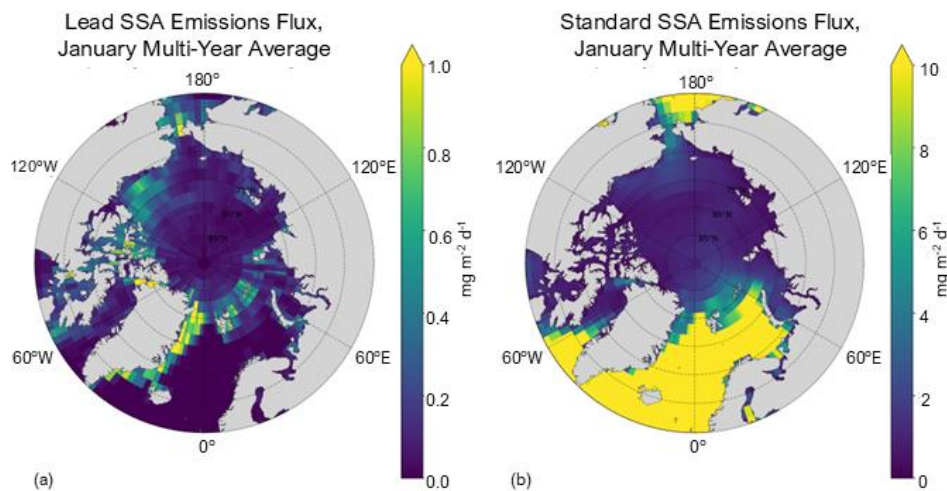 Lead SSA Emissions Flux,
January Multi-Year Average
180°
120°W
120°E
60°W
60°E
0°
1.0
0.8
0.6
0.4
0.2
0.0
mg m⁻² d⁻¹
(a)
Standard SSA Emissions Flux,
January Multi-Year Average
180°
120°W
120°E
60°W
60°E
0°
10
8
6
4
2
0
mg m⁻² d⁻¹
(b)